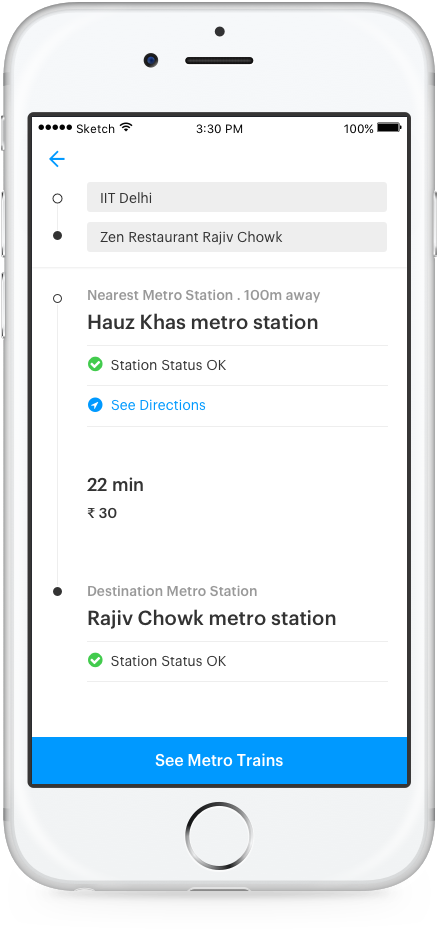 Sketch 3:30 PM 100%
IIT Delhi
Zen Restaurant Rajiv Chowk
Nearest Metro Station . 100m away
Hauz Khas metro station
Station Status OK
See Directions
22 min
₹ 30
Destination Metro Station
Rajiv Chowk metro station
Station Status OK
See Metro Trains